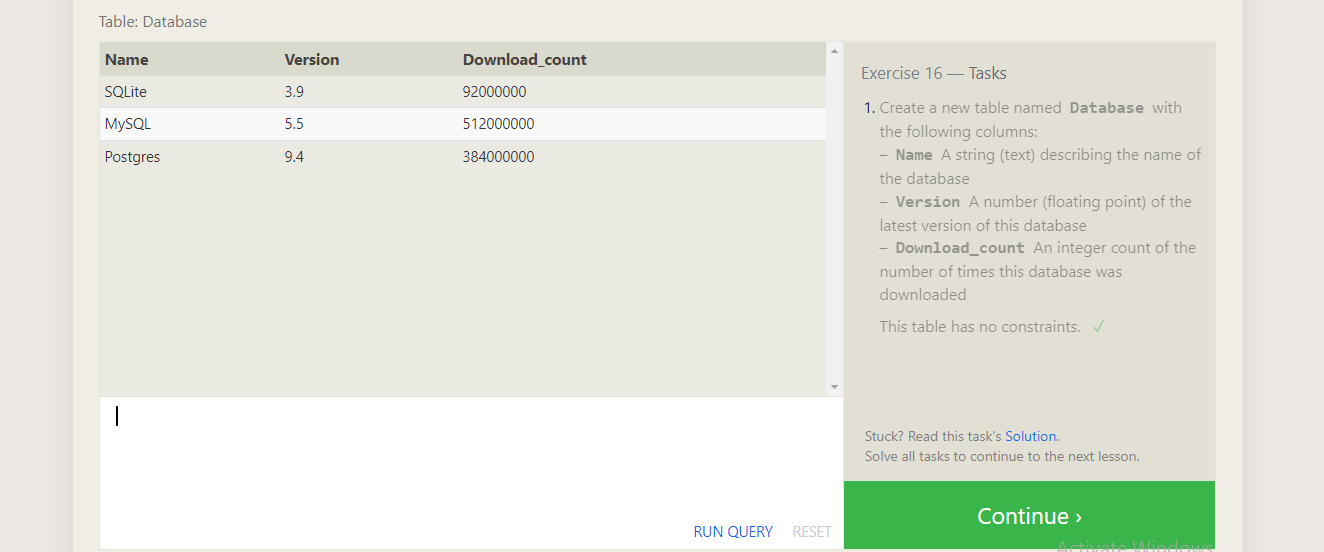 Table: Database
Name Version Download_count
SQLite 3.9 92000000
MySQL 5.5 512000000
Postgres 9.4 384000000
RUN QUERY RESET
Exercise 16 — Tasks
1. Create a new table named Database with
the following columns:
– Name A string (text) describing the name of
the database
– Version A number (floating point) of the
latest version of this database
– Download_count An integer count of the
number of times this database was
downloaded
This table has no constraints. ✓
Stuck? Read this task's Solution.
Solve all tasks to continue to the next lesson.
Continue ›
Activate Windows